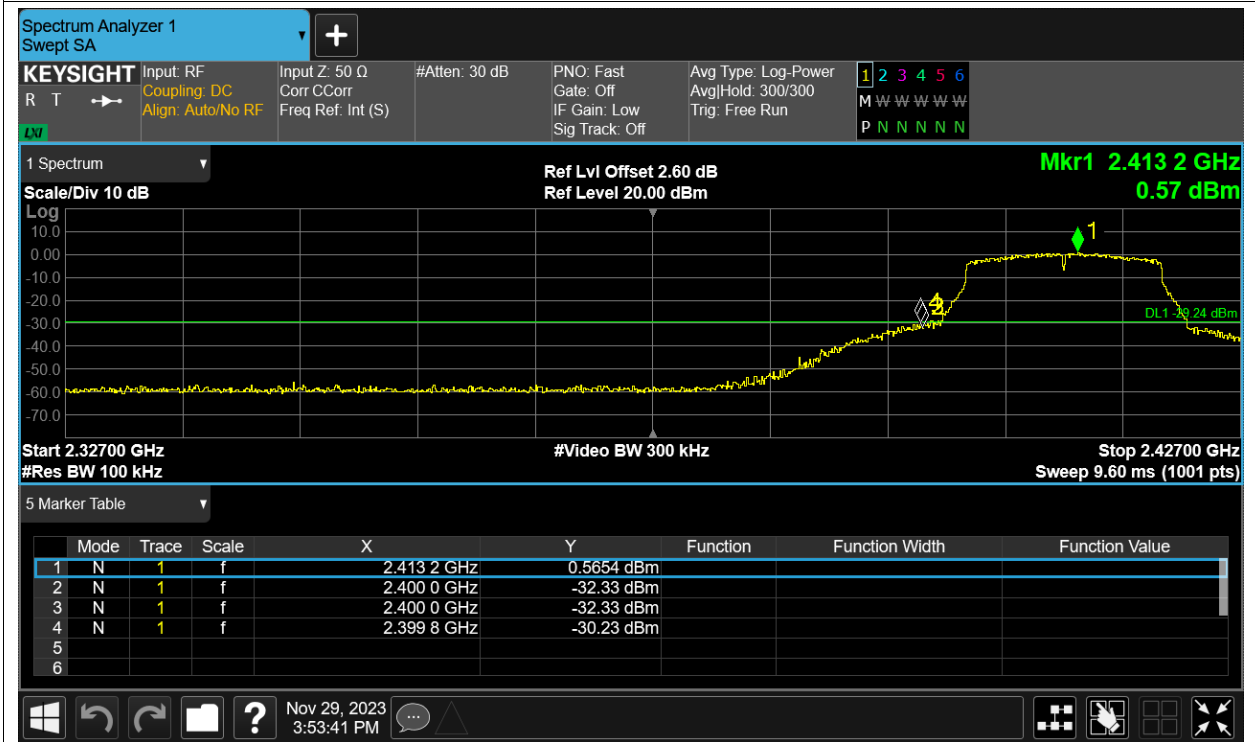 Spectrum Analyzer 1
Swept SA
KEYSIGHT
R T
LXI
Input: RF
Coupling: DC
Align: Auto/No RF
Input Z: 50 Ω
Corr CCorr
Freq Ref: Int (S)
#Atten: 30 dB
PNO: Fast
Gate: Off
IF Gain: Low
Sig Track: Off
Avg Type: Log-Power
Avg|Hold: 300/300
Trig: Free Run
1 2 3 4 5 6
M W W W W W
P N N N N N
1 Spectrum
Scale/Div 10 dB
Ref Lvl Offset 2.60 dB
Ref Level 20.00 dBm
Mkr1 2.413 2 GHz
0.57 dBm
Log
10.0
0.00
-10.0
-20.0
-30.0
-40.0
-50.0
-60.0
-70.0
1
DL1 -29.24 dBm
Start 2.32700 GHz
#Res BW 100 kHz
#Video BW 300 kHz
Stop 2.42700 GHz
Sweep 9.60 ms (1001 pts)
5 Marker Table
Mode Trace Scale X Y Function Function Width Function Value
1 N 1 f 2.413 2 GHz 0.5654 dBm
2 N 1 f 2.400 0 GHz -32.33 dBm
3 N 1 f 2.400 0 GHz -32.33 dBm
4 N 1 f 2.399 8 GHz -30.23 dBm
5
6
?
Nov 29, 2023
3:53:41 PM